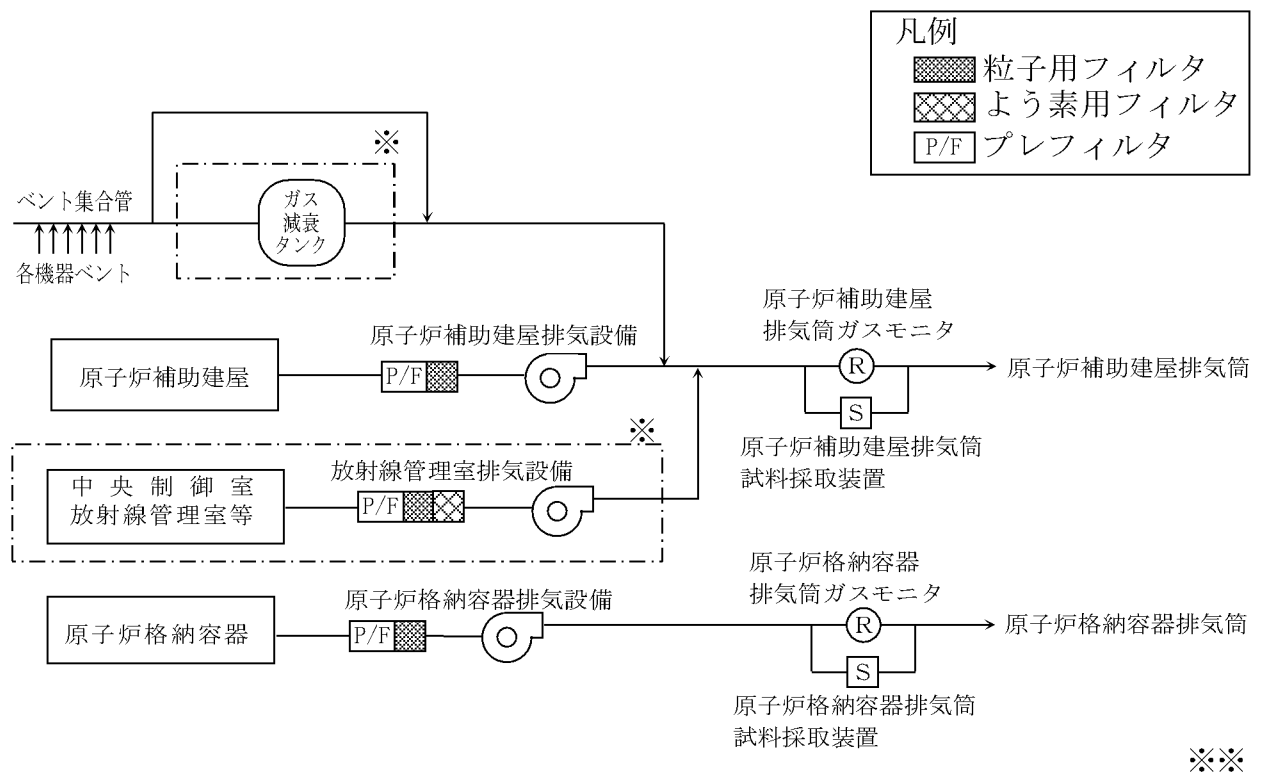 凡例
粒子用フィルタ
よう素用フィルタ
P/F プレフィルタ
※
ベント集合管
ガス
減衰
タンク
各機器ベント
原子炉補助建屋
排気筒ガスモニタ
原子炉補助建屋排気設備
原子炉補助建屋
P/F
R
原子炉補助建屋排気筒
S
※
原子炉補助建屋排気筒
試料採取装置
放射線管理室排気設備
中央制御室
放射線管理室等
P/F
原子炉格納容器
排気筒ガスモニタ
原子炉格納容器排気設備
原子炉格納容器
P/F
R
原子炉格納容器排気筒
S
原子炉格納容器排気筒
試料採取装置
※※